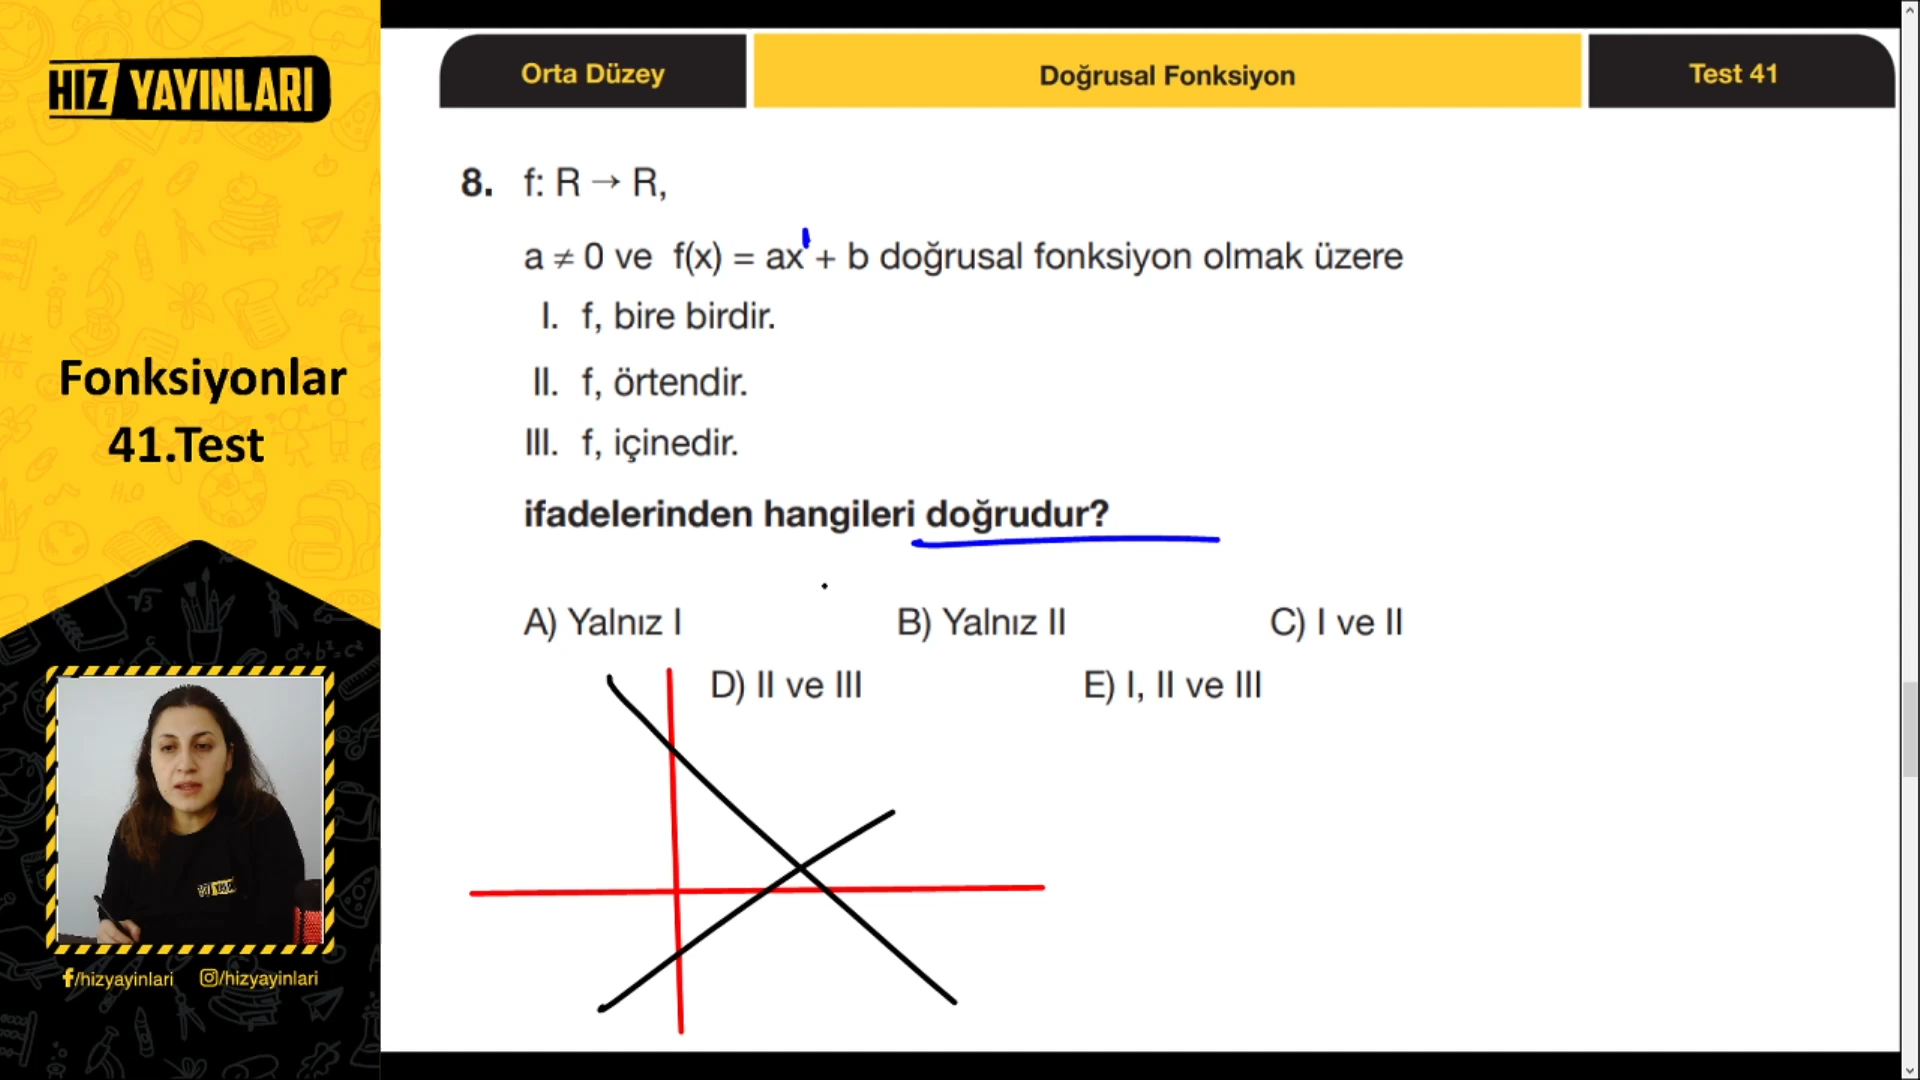 HIZ YAYINLARI
Fonksiyonlar
41.Test
/hizyayinlari /hizyayinlari
Orta Düzey
Doğrusal Fonksiyon
Test 41
8. f: R → R,
a ≠ 0 ve f(x) = ax¹ + b doğrusal fonksiyon olmak üzere
I. f, bire birdir.
II. f, örtendir.
III. f, içinedir.
ifadelerinden hangileri doğrudur?
A) Yalnız I B) Yalnız II C) I ve II
D) II ve III E) I, II ve III